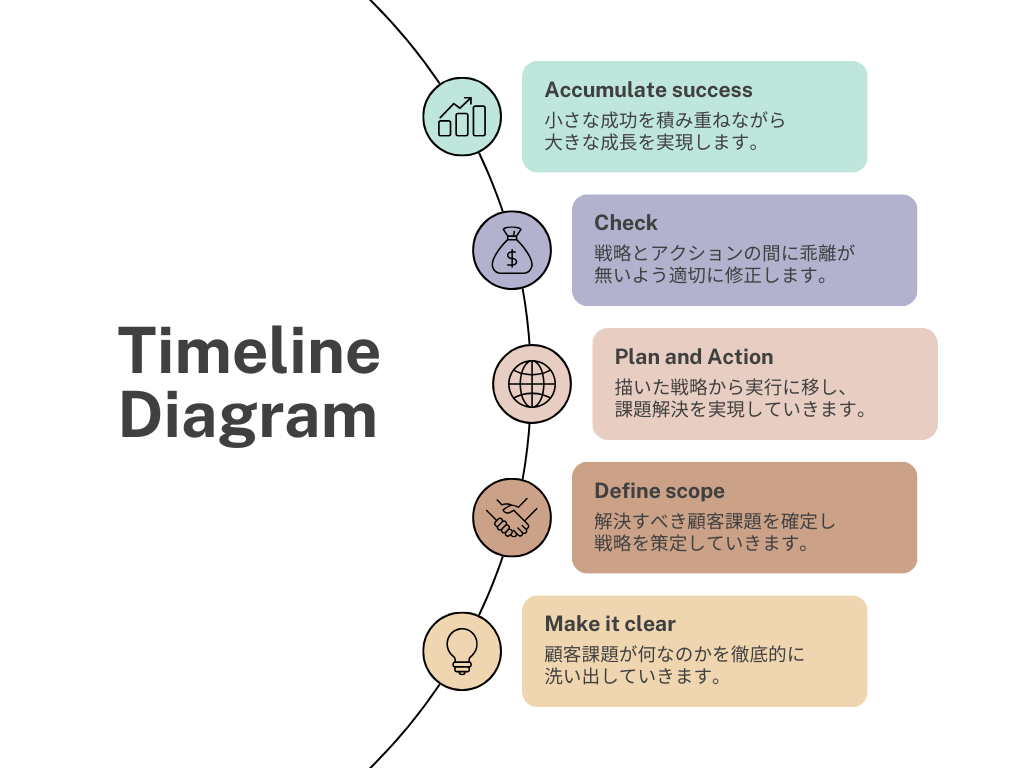 Timeline
Diagram
Accumulate success
小さな成功を積み重ねながら
大きな成長を実現します。
$
Check
戦略とアクションの間に乖離が
無いよう適切に修正します。
Plan and Action
描いた戦略から実行に移し、
課題解決を実現していきます。
Define scope
解決すべき顧客課題を確定し
戦略を策定していきます。
Make it clear
顧客課題が何なのかを徹底的に
洗い出していきます。